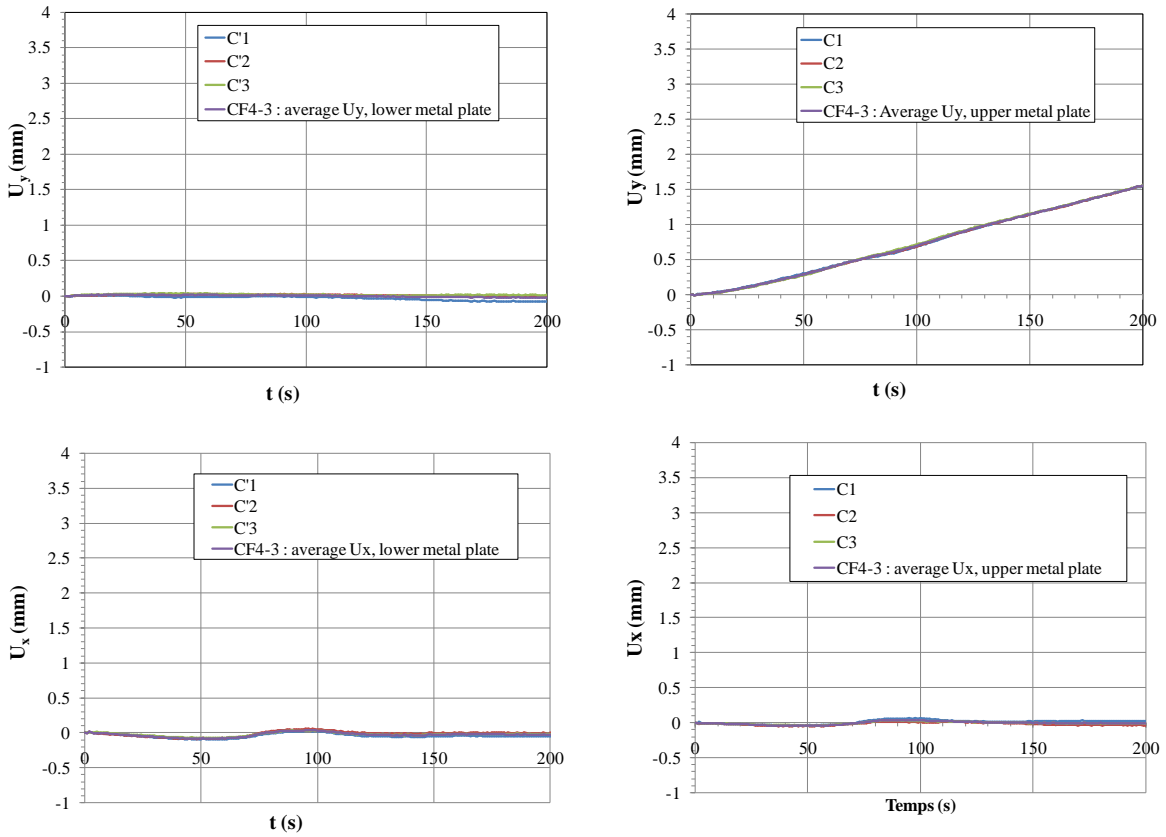 4
3.5
3
2.5
2
1.5
1
0.5
0
-0.5
-1
0
50
100
150
200
U_y (mm)
t (s)
C'1
C'2
C'3
CF4-3 : average Uy, lower metal plate
4
3.5
3
2.5
2
1.5
1
0.5
0
-0.5
-1
0
50
100
150
200
Uy (mm)
t (s)
C1
C2
C3
CF4-3 : Average Uy, upper metal plate
4
3.5
3
2.5
2
1.5
1
0.5
0
-0.5
-1
0
50
100
150
200
U_x (mm)
t (s)
C'1
C'2
C'3
CF4-3 : average Ux, lower metal plate
4
3.5
3
2.5
2
1.5
1
0.5
0
-0.5
-1
0
50
100
150
200
Ux (mm)
Temps (s)
C1
C2
C3
CF4-3 : average Ux, upper metal plate